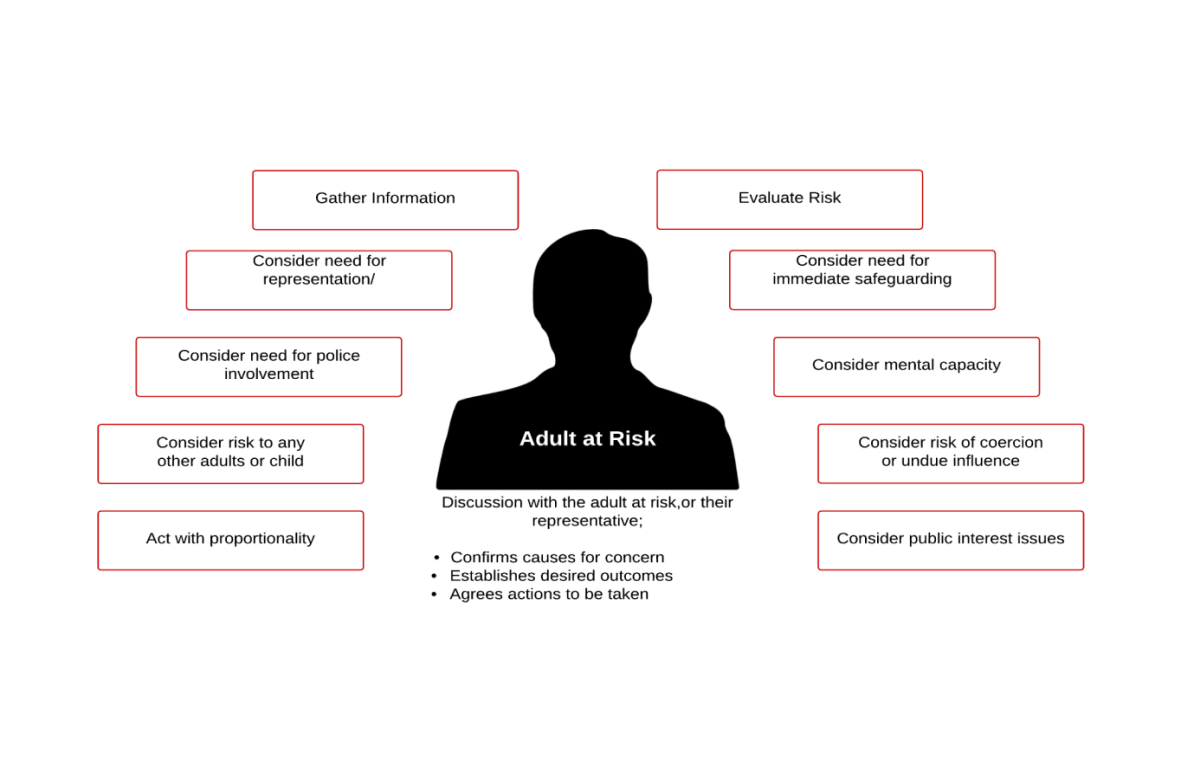 Gather Information
Evaluate Risk
Consider need for
representation/
Consider need for
immediate safeguarding
Consider need for police
involvement
Consider mental capacity
Consider risk to any
other adults or child
Consider risk of coercion
or undue influence
Act with proportionality
Consider public interest issues
Adult at Risk
Discussion with the adult at risk,or their
representative;
• Confirms causes for concern
• Establishes desired outcomes
• Agrees actions to be taken